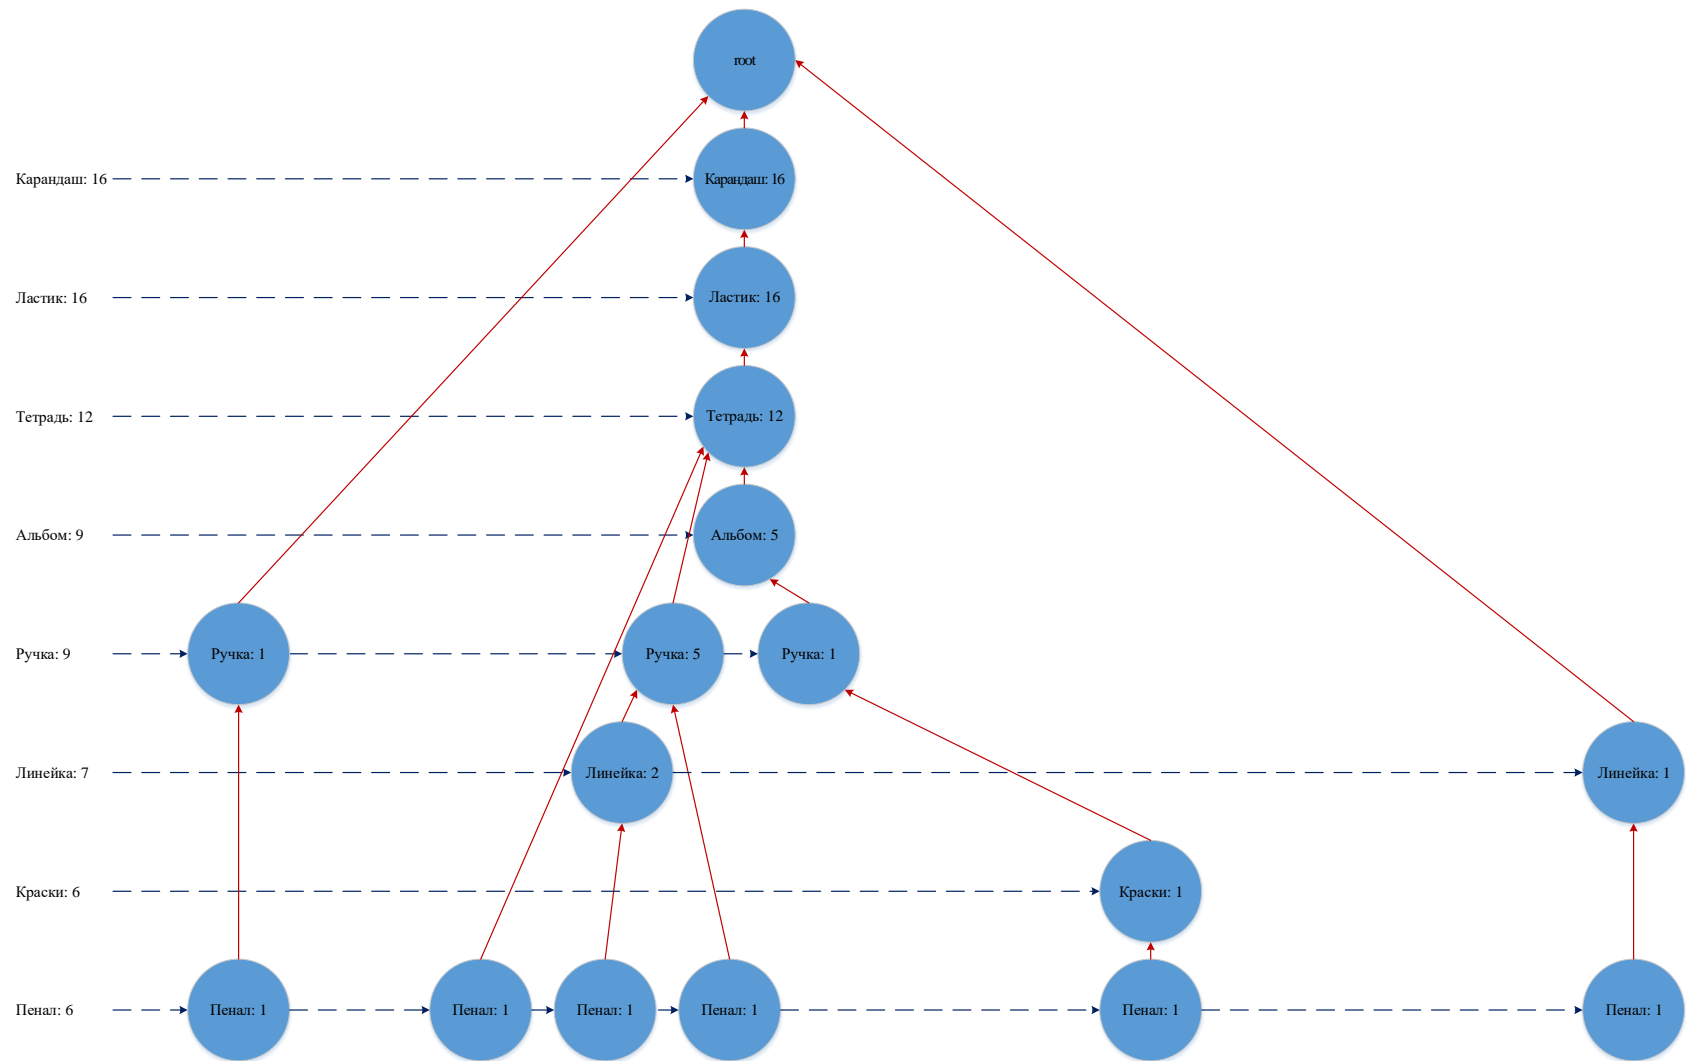 root
Карандаш: 16
Карандаш: 16
Ластик: 16
Ластик: 16
Тетрадь: 12
Тетрадь: 12
Альбом: 9
Альбом: 5
Ручка: 9
Ручка: 1
Ручка: 5
Ручка: 1
Линейка: 7
Линейка: 2
Линейка: 1
Краски: 6
Краски: 1
Пенал: 6
Пенал: 1
Пенал: 1
Пенал: 1
Пенал: 1
Пенал: 1
Пенал: 1